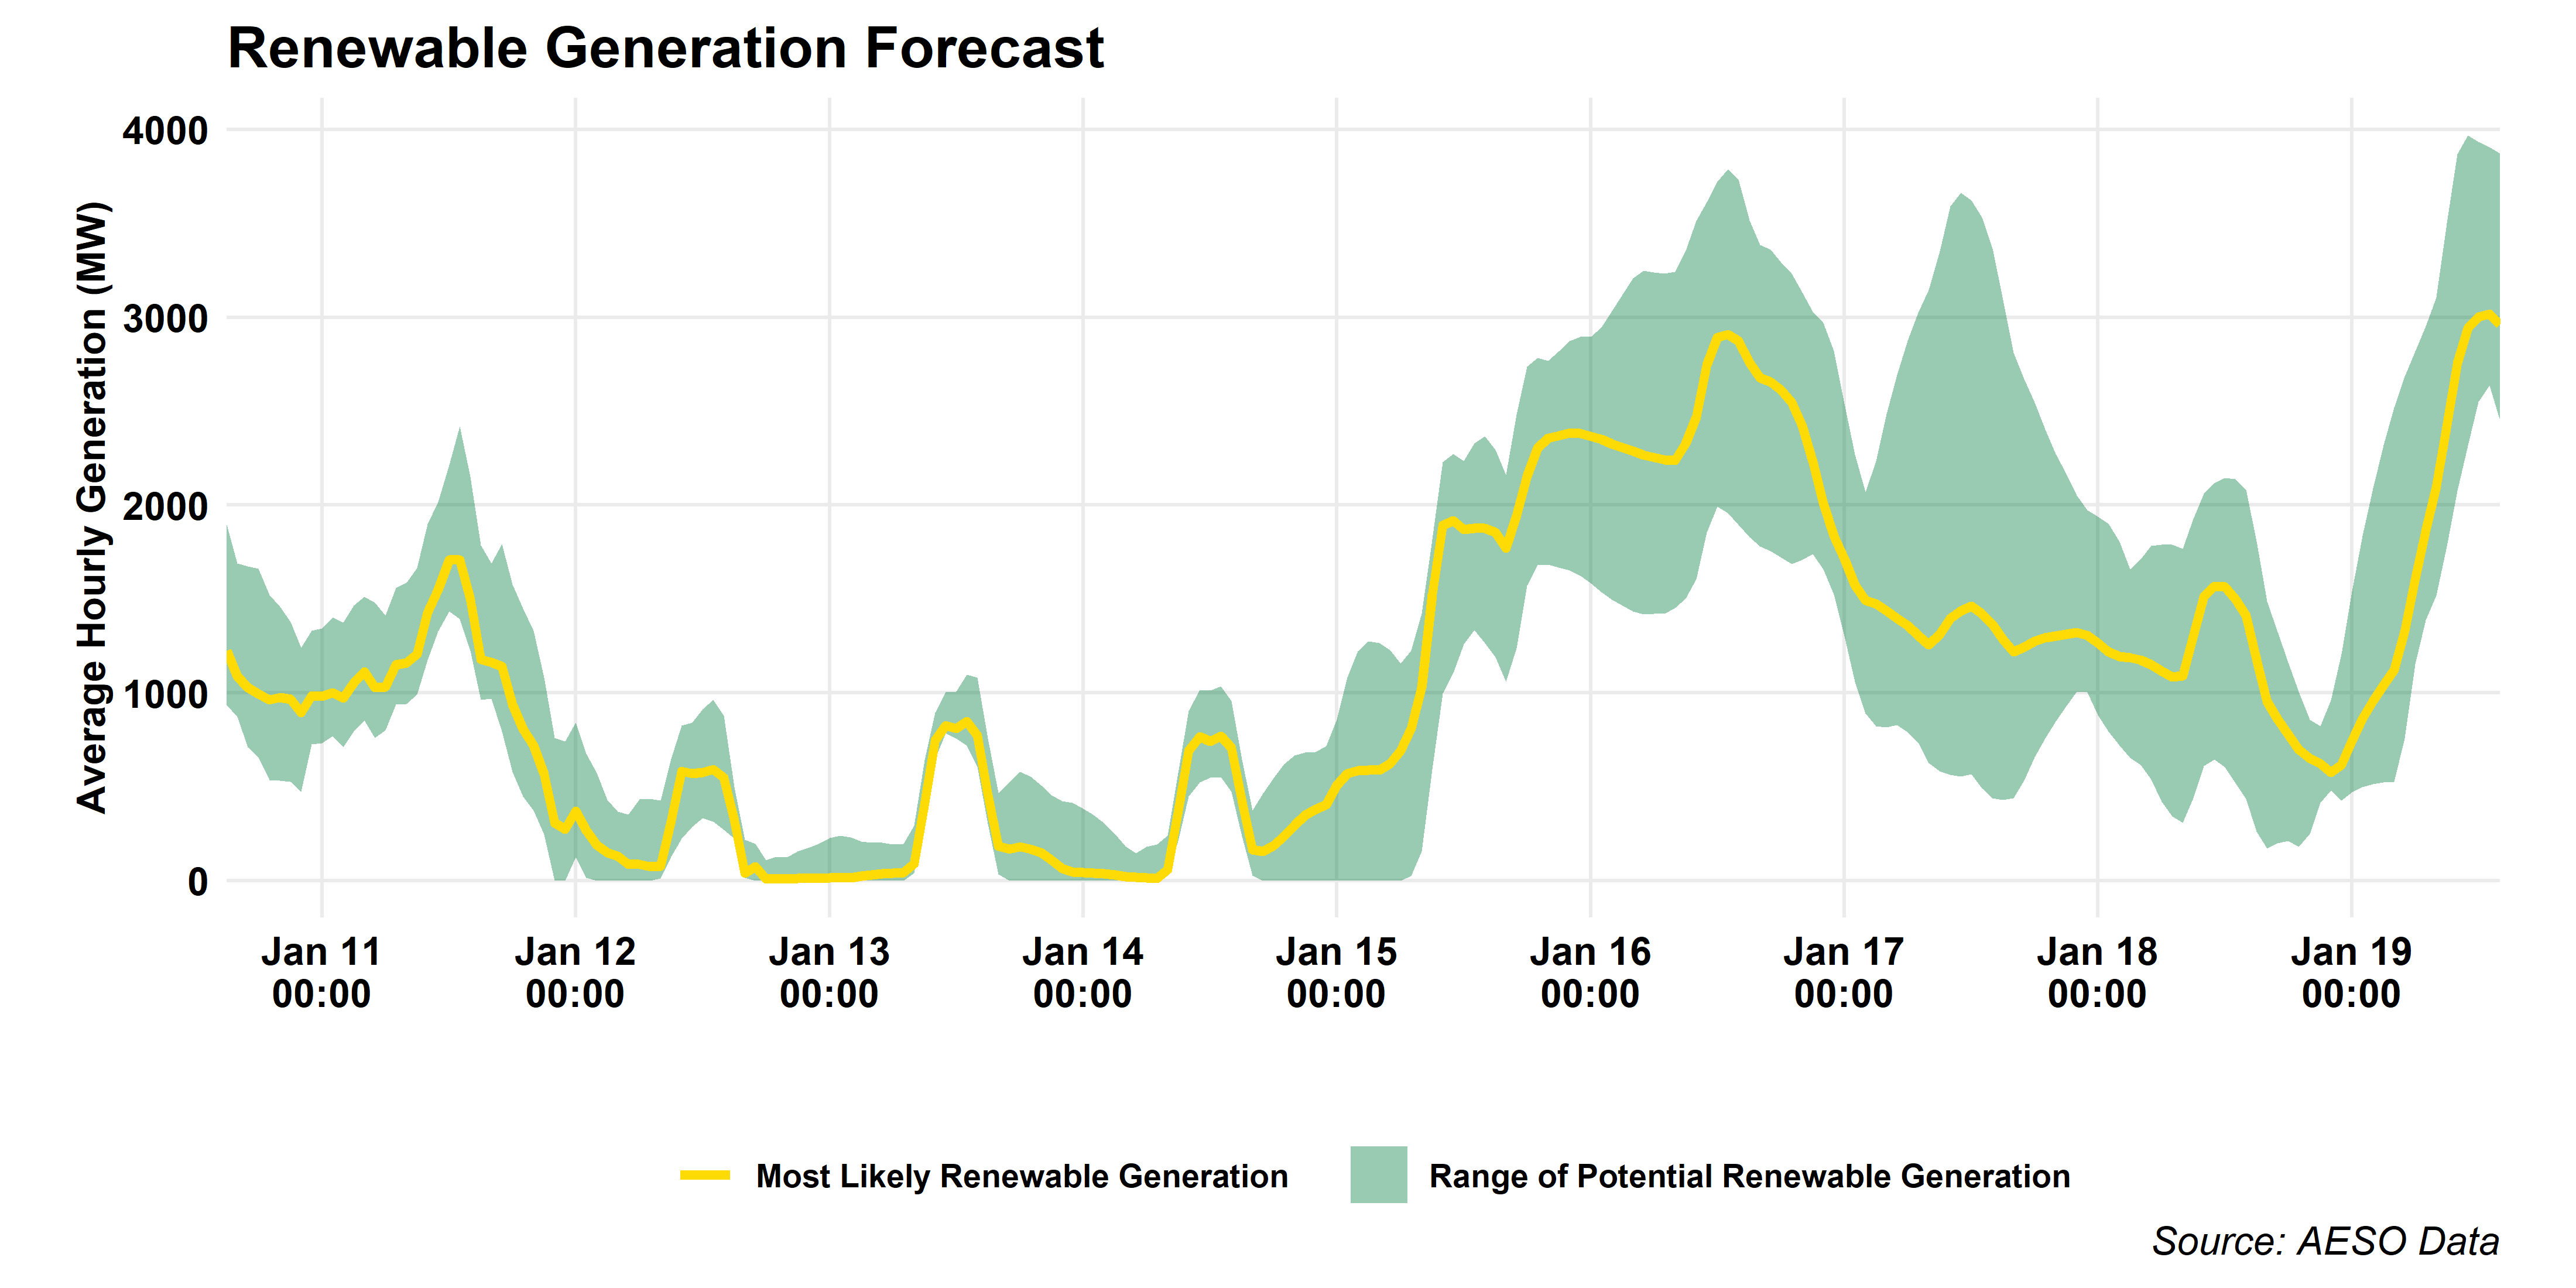 Renewable Generation Forecast
Average Hourly Generation (MW)
4000
3000
2000
1000
0
Jan 11 Jan 12 Jan 13 Jan 14 Jan 15 Jan 16 Jan 17 Jan 18 Jan 19
00:00 00:00 00:00 00:00 00:00 00:00 00:00 00:00 00:00
Most Likely Renewable Generation Range of Potential Renewable Generation
Source: AESO Data